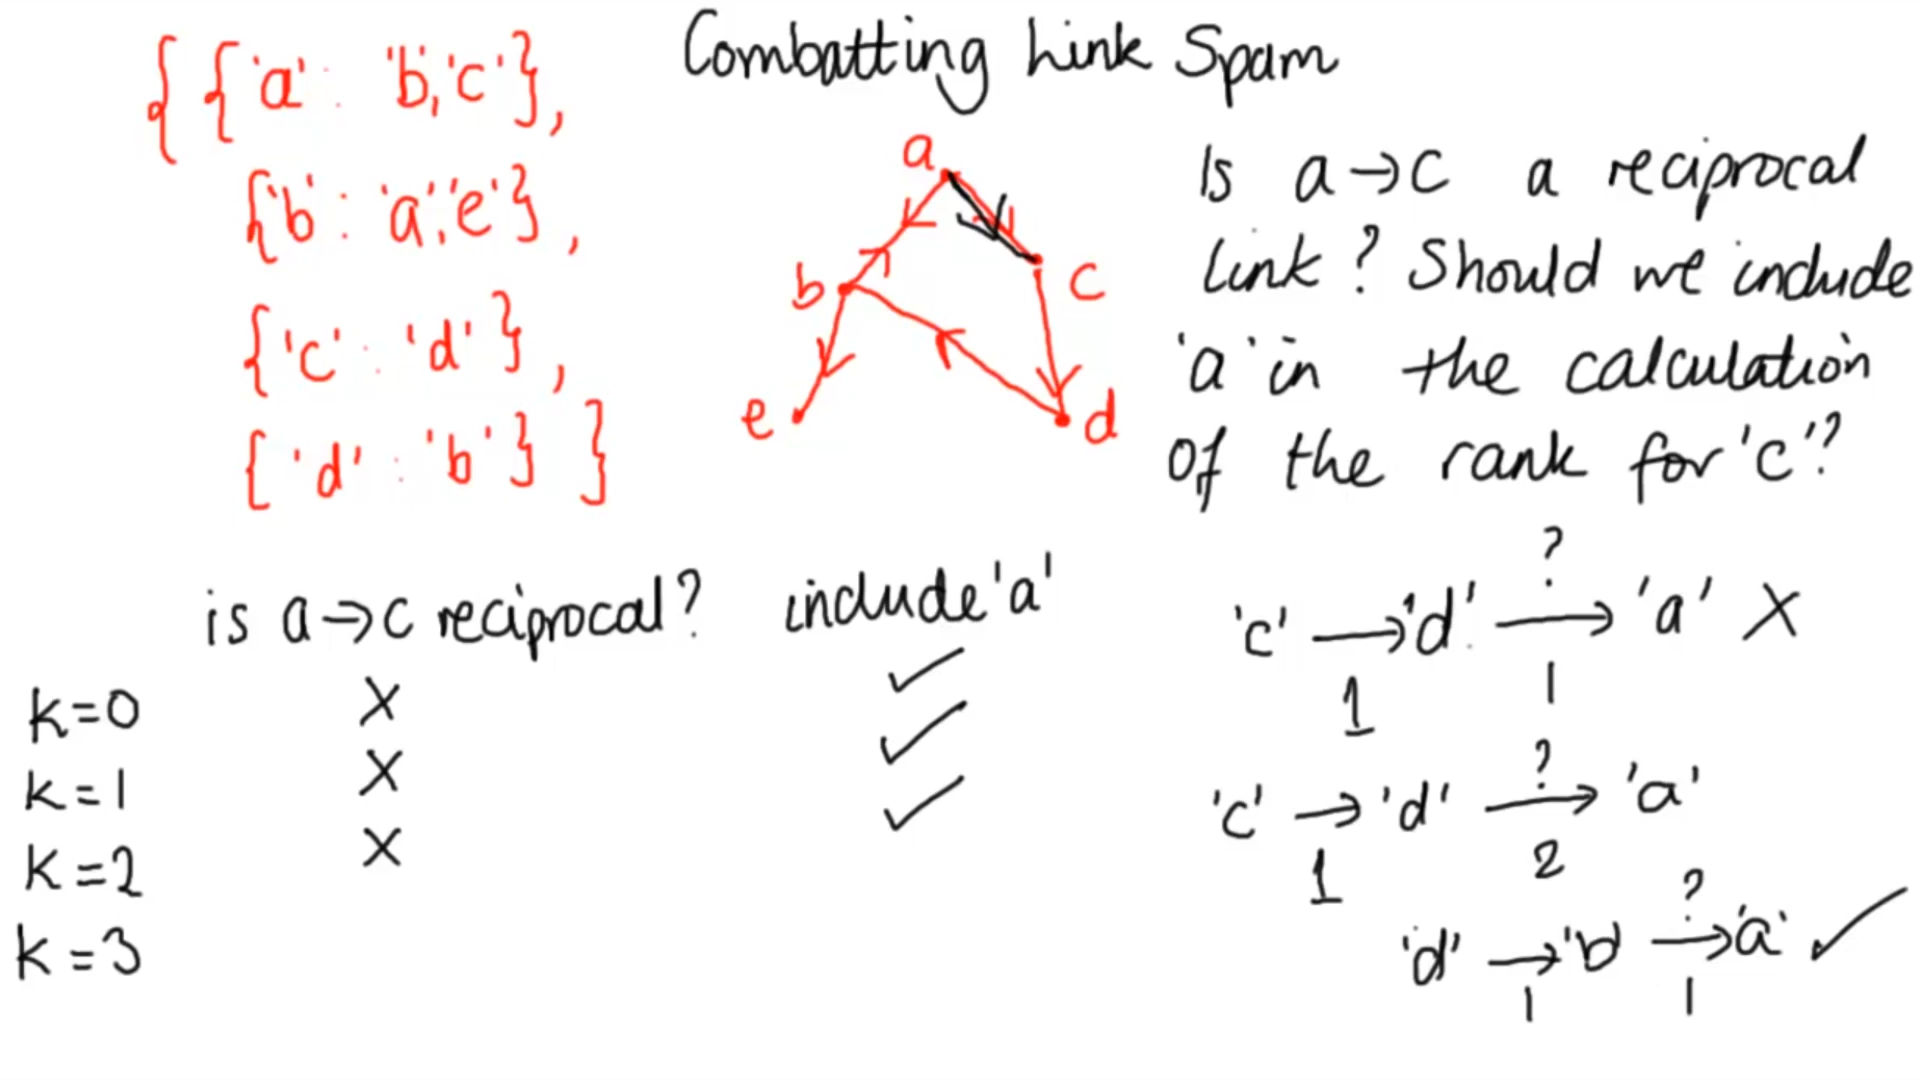 Combatting Link Spam
{ { 'a' : 'b','c' },
{'b' : 'a','e' },
{ 'c' : 'd' },
{ 'd' : 'b' } }
a
b
c
e
d
Is a → c a reciprocal
link? Should we include
'a' in the calculation
of the rank for 'c'?
is a → c reciprocal? include 'a'
k=0 X ✓
k=1 X ✓
k=2 X ✓
k=3
?
'c' → 'd' → 'a' X
1 1
?
'c' → 'd' → 'a'
1 2
?
'd' → 'b' → 'a' ✓
1 1